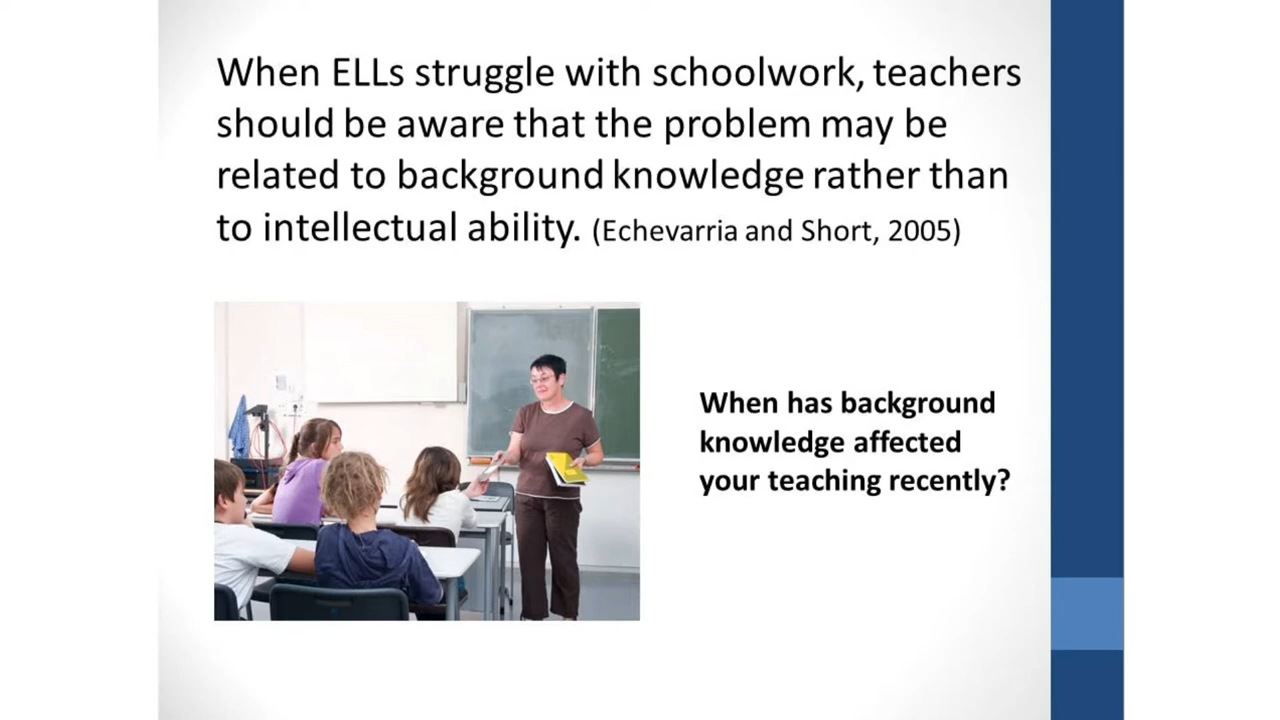 When ELLs struggle with schoolwork, teachers
should be aware that the problem may be
related to background knowledge rather than
to intellectual ability. (Echevarria and Short, 2005)
When has background
knowledge affected
your teaching recently?